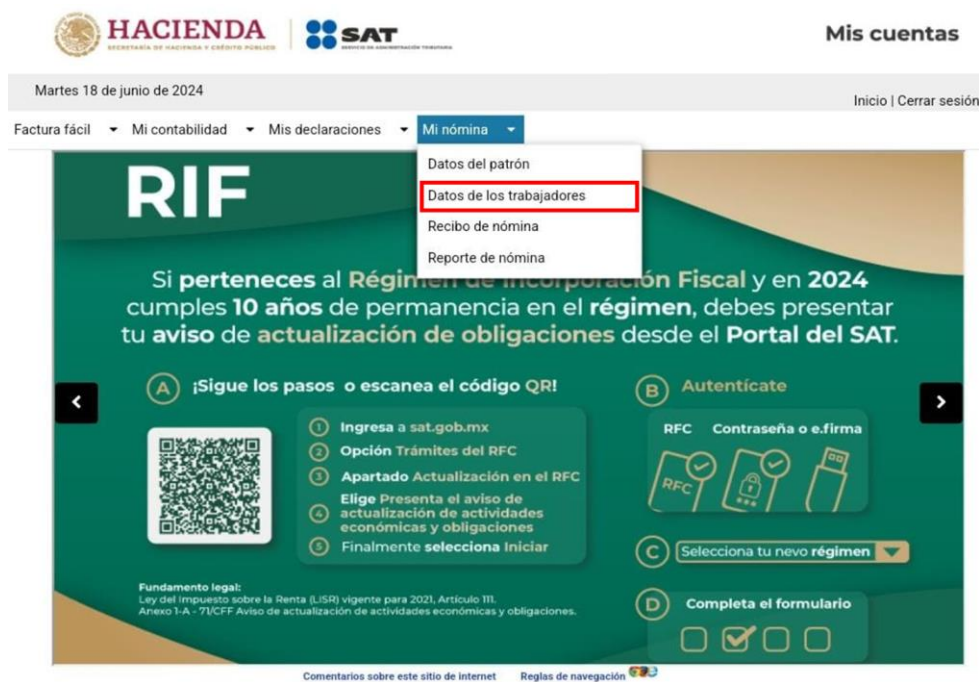 HACIENDA
SECRETARÍA DE HACIENDA Y CRÉDITO PÚBLICO
SAT
SERVICIO DE ADMINISTRACIÓN TRIBUTARIA
Mis cuentas
Martes 18 de junio de 2024
Inicio | Cerrar sesión
Factura fácil Mi contabilidad Mis declaraciones Mi nómina
Datos del patrón
Datos de los trabajadores
Recibo de nómina
Reporte de nómina
RIF
Si perteneces al Régimen de Incorporación Fiscal y en 2024
cumples 10 años de permanencia en el régimen, debes presentar
tu aviso de actualización de obligaciones desde el Portal del SAT.
A ¡Sigue los pasos o escanea el código QR!
1 Ingresa a sat.gob.mx
2 Opción Trámites del RFC
3 Apartado Actualización en el RFC
4 Elige Presenta el aviso de
actualización de actividades
económicas y obligaciones
5 Finalmente selecciona Iniciar
Fundamento legal:
Ley del Impuesto sobre la Renta (LISR) vigente para 2021, Artículo 111.
Anexo 1-A - 71/CFF Aviso de actualización de actividades económicas y obligaciones.
B Autentícate
RFC Contraseña o e.firma
RFC
C Selecciona tu nevo régimen
D Completa el formulario
Comentarios sobre este sitio de internet Reglas de navegación